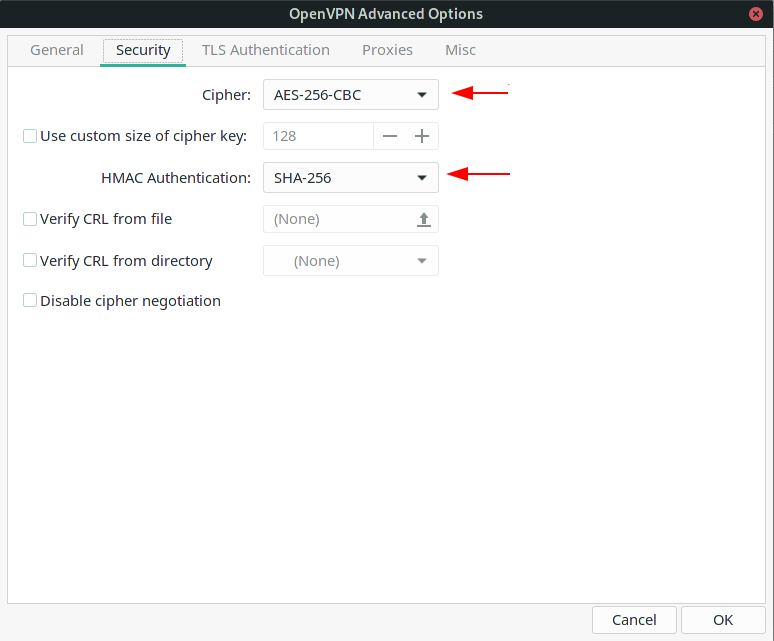 OpenVPN Advanced Options
General Security TLS Authentication Proxies Misc
Cipher: AES-256-CBC
Use custom size of cipher key: 128
HMAC Authentication: SHA-256
Verify CRL from file (None)
Verify CRL from directory (None)
Disable cipher negotiation
Cancel OK